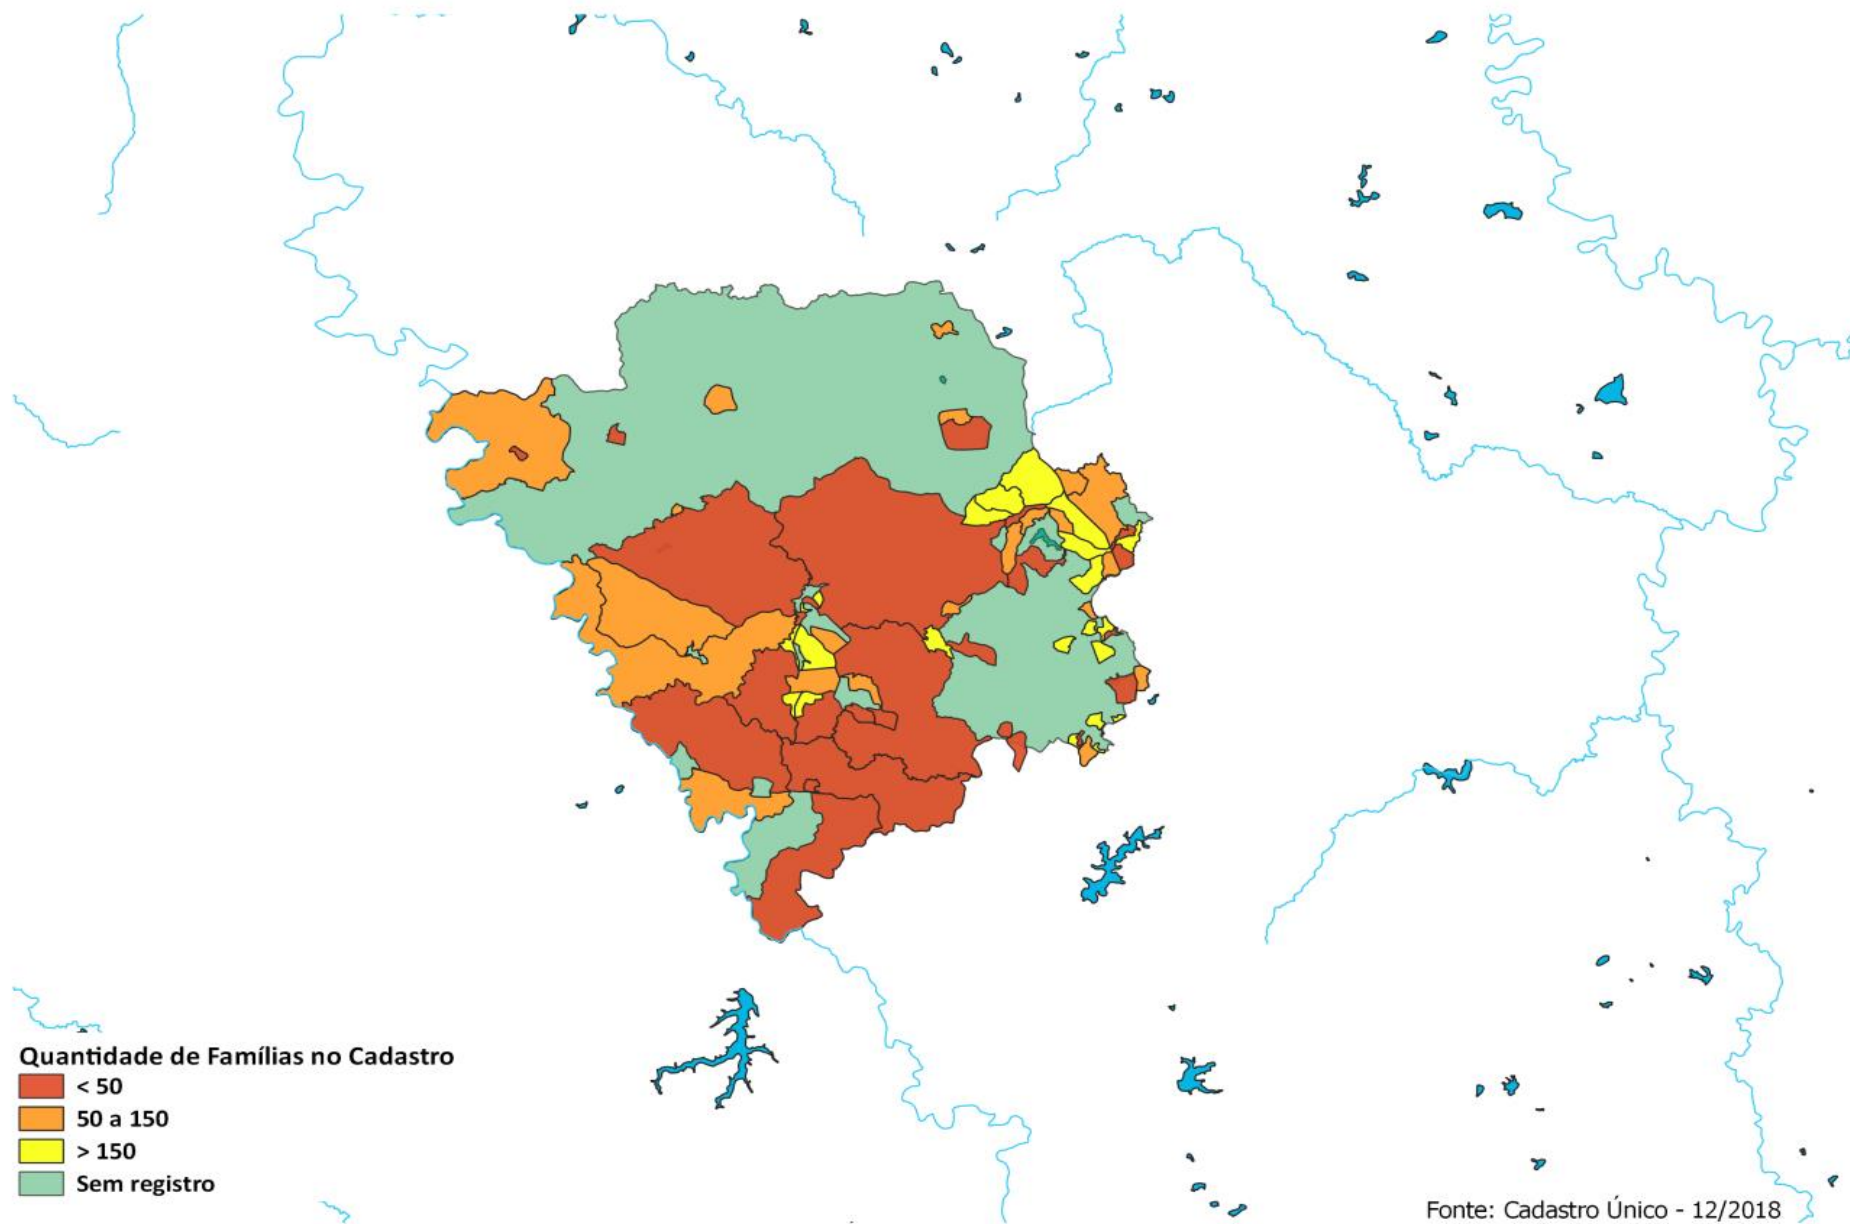 Quantidade de Famílias no Cadastro
< 50
50 a 150
> 150
Sem registro
Fonte: Cadastro Único - 12/2018